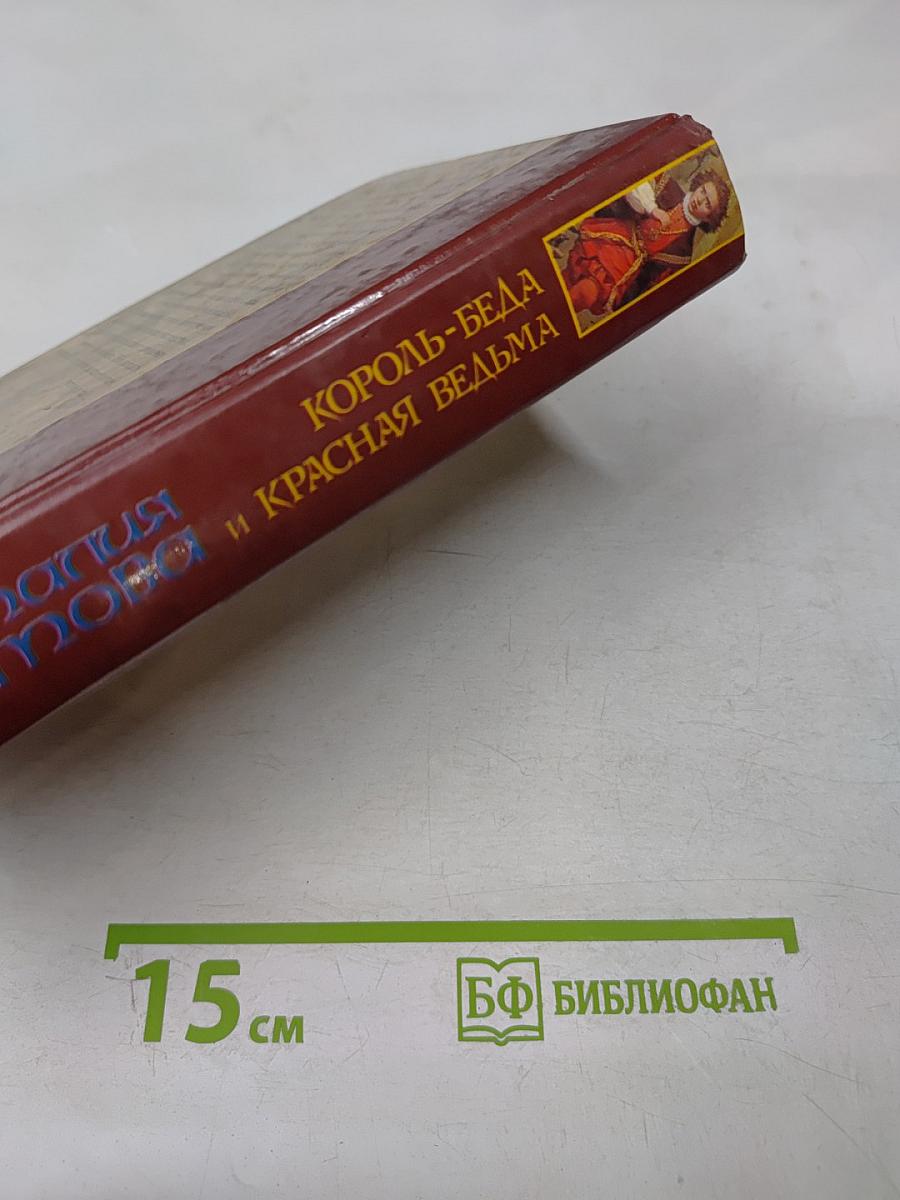 КОРОЛЬ-БЕДА
и КРАСНАЯ ВЕДЬМА
15 см
БФ БИБЛИОФАН